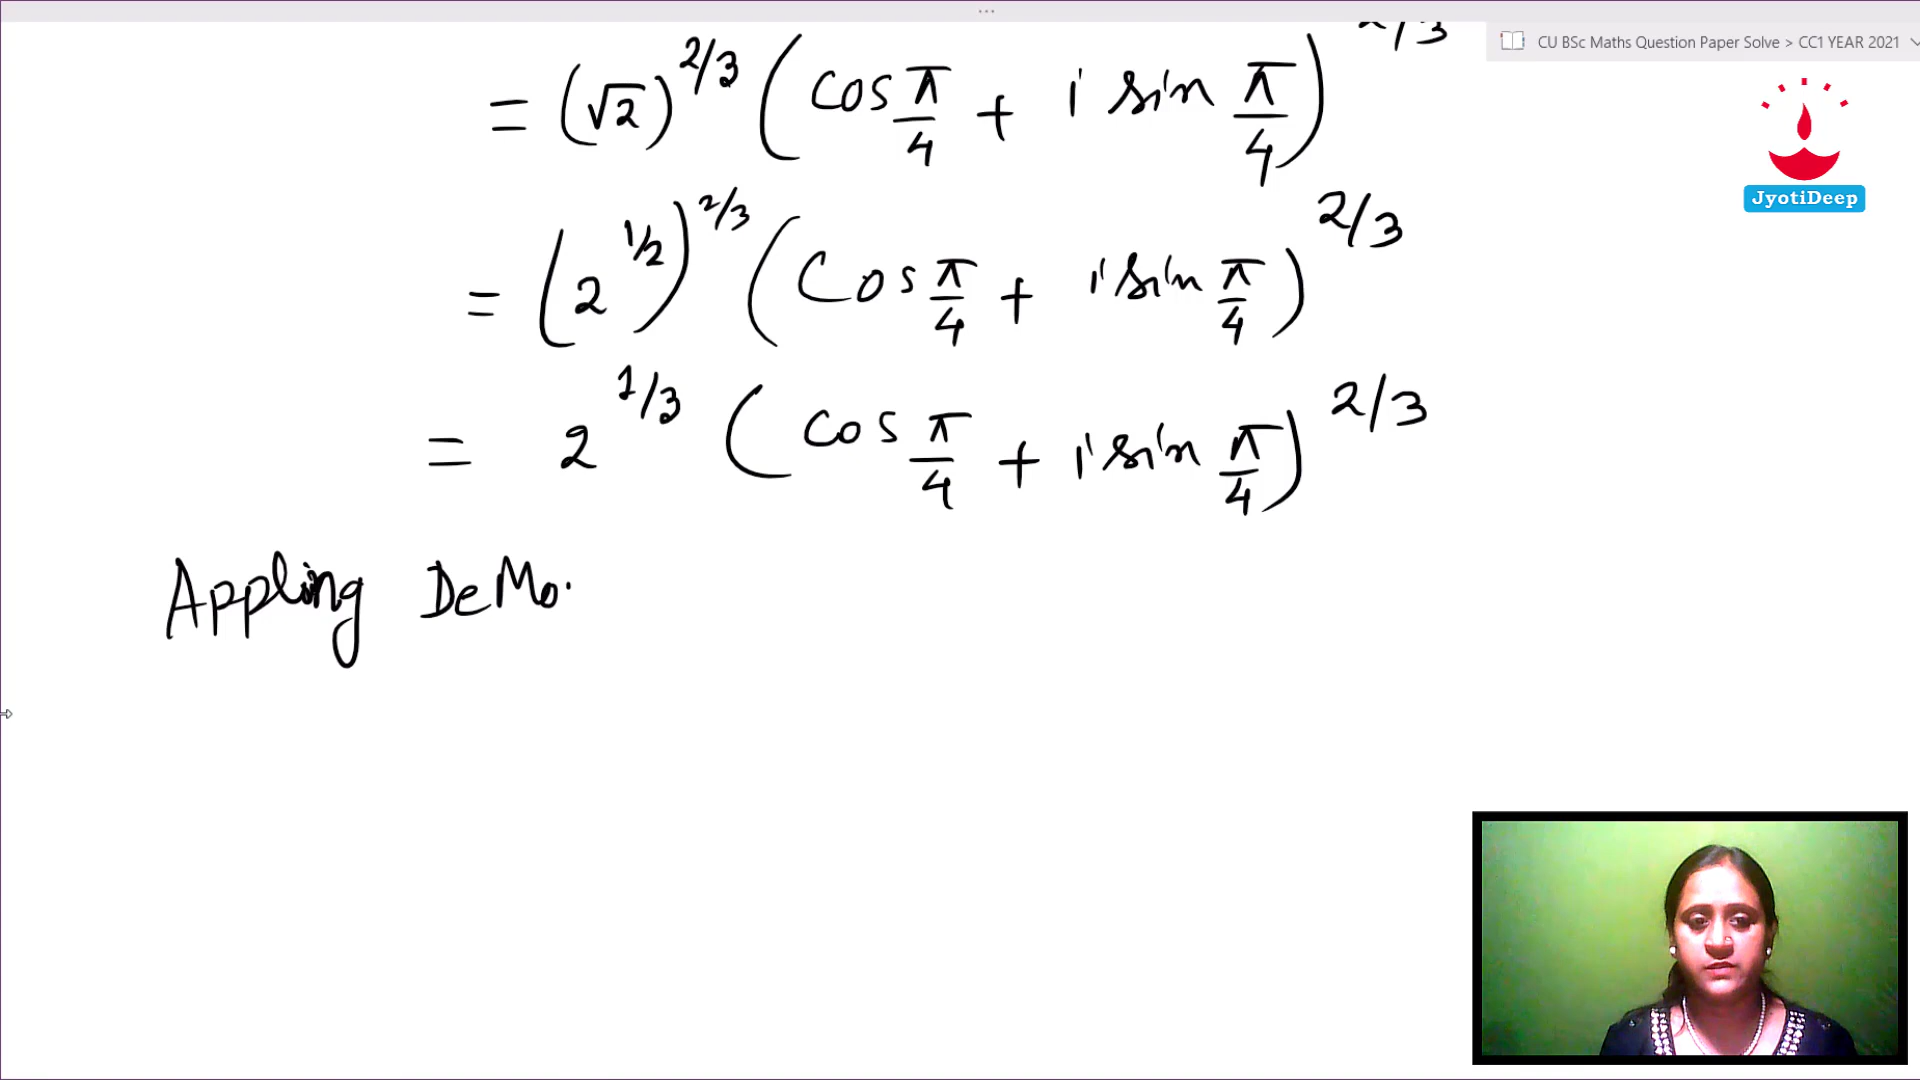 2/3
CU BSc Maths Question Paper Solve > CC1 YEAR 2021
= (√2)^2/3 (cos π/4 + i sin π/4)
JyotiDeep
= (2^1/2)^2/3 (Cos π/4 + i sin π/4)^2/3
= 2^1/3 (cos π/4 + i sin π/4)^2/3
Appling DeMo.